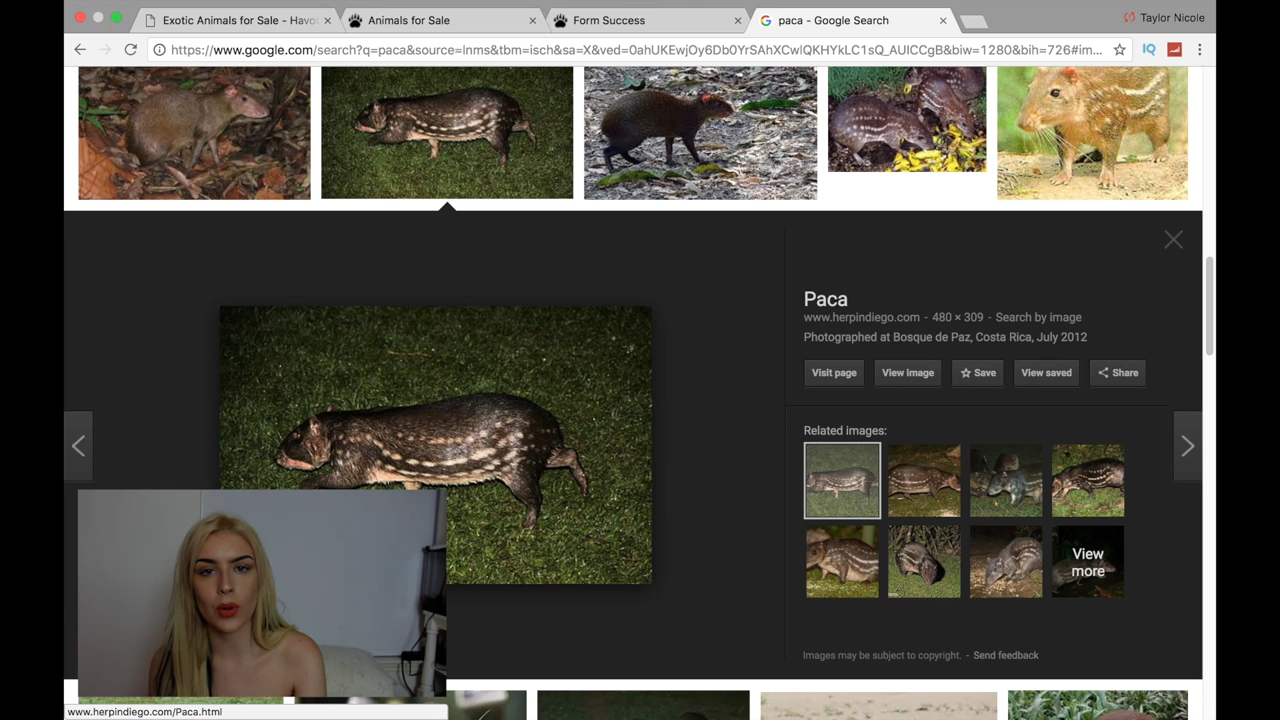 Exotic Animals for Sale - Havo
Animals for Sale
Form Success
paca - Google Search
Taylor Nicole
https://www.google.com/search?q=paca&source=lnms&tbm=isch&sa=X&ved=0ahUKEwjOy6Db0YrSAhXCwlQKHYkLC1sQ_AUICCgB&biw=1280&bih=726#im...
IQ
Paca
www.herpindiego.com - 480 × 309 - Search by image
Photographed at Bosque de Paz, Costa Rica, July 2012
Visit page
View image
Save
View saved
Share
Related images:
View
more
Images may be subject to copyright. - Send feedback
www.herpindiego.com/Paca.html